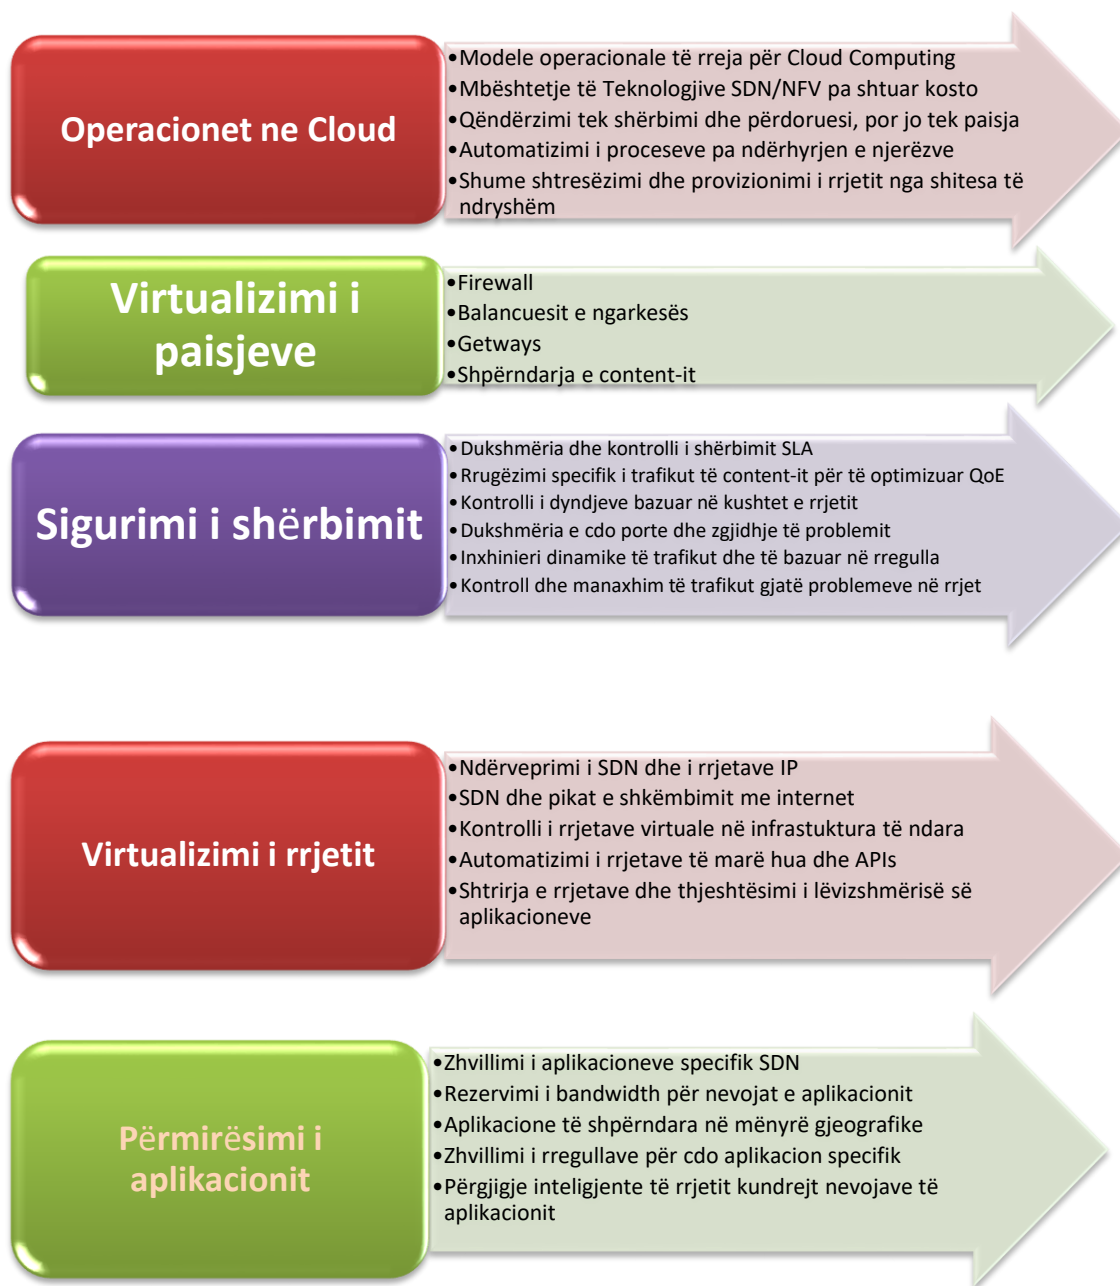 Operacionet ne Cloud
•Modele operacionale të rreja për Cloud Computing
•Mbështetje të Teknologjive SDN/NFV pa shtuar kosto
•Qëndërzimi tek shërbimi dhe përdoruesi, por jo tek paisja
•Automatizimi i proceseve pa ndërhyrjen e njerëzve
•Shume shtresëzimi dhe provizionimi i rrjetit nga shitesa të
ndryshëm
Virtualizimi i
paisjeve
•Firewall
•Balancuesit e ngarkesës
•Getways
•Shpërndarja e content-it
Sigurimi i shërbimit
•Dukshmëria dhe kontrolli i shërbimit SLA
•Rrugëzimi specifik i trafikut të content-it për të optimizuar QoE
•Kontrolli i dyndjeve bazuar në kushtet e rrjetit
•Dukshmëria e cdo porte dhe zgjidhje të problemit
•Inxhinieri dinamike të trafikut dhe të bazuar në rregulla
•Kontroll dhe manaxhim të trafikut gjatë problemeve në rrjet
Virtualizimi i rrjetit
•Ndërveprimi i SDN dhe i rrjetave IP
•SDN dhe pikat e shkëmbimit me internet
•Kontrolli i rrjetave virtuale në infrastuktura të ndara
•Automatizimi i rrjetave të marë hua dhe APIs
•Shtrirja e rrjetave dhe thjeshtësimi i lëvizshmërisë së
aplikacioneve
Përmirësimi i
aplikacionit
•Zhvillimi i aplikacioneve specifik SDN
•Rezervimi i bandwidth për nevojat e aplikacionit
•Aplikacione të shpërndara në mënyrë gjeografike
•Zhvillimi i rregullave për cdo aplikacion specifik
•Përgjigje inteligjente të rrjetit kundrejt nevojave të
aplikacionit